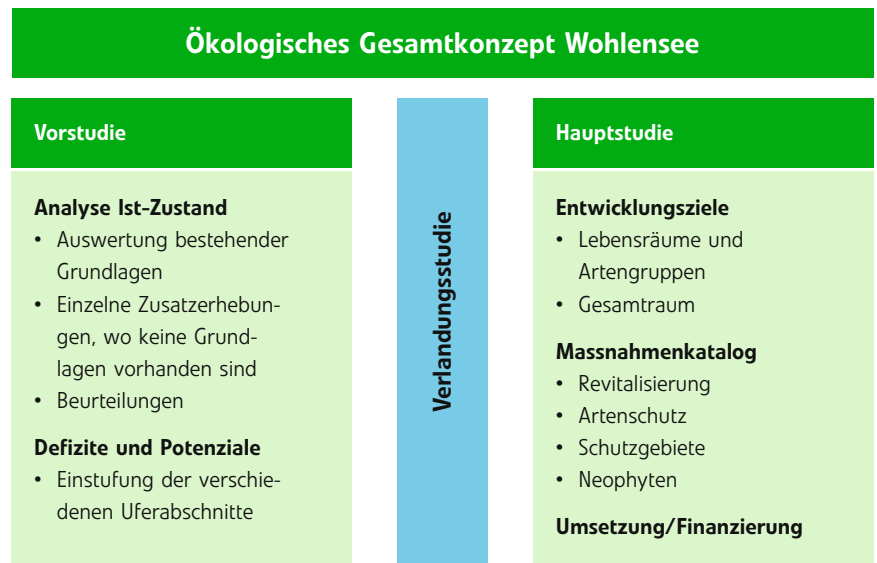 Ökologisches Gesamtkonzept Wohlensee
Vorstudie
Analyse Ist-Zustand
• Auswertung bestehender
Grundlagen
• Einzelne Zusatzerhebun-
gen, wo keine Grund-
lagen vorhanden sind
• Beurteilungen
Defizite und Potenziale
• Einstufung der verschie-
denen Uferabschnitte
Verlandungsstudie
Hauptstudie
Entwicklungsziele
• Lebensräume und
Artengruppen
• Gesamtraum
Massnahmenkatalog
• Revitalisierung
• Artenschutz
• Schutzgebiete
• Neophyten
Umsetzung/Finanzierung